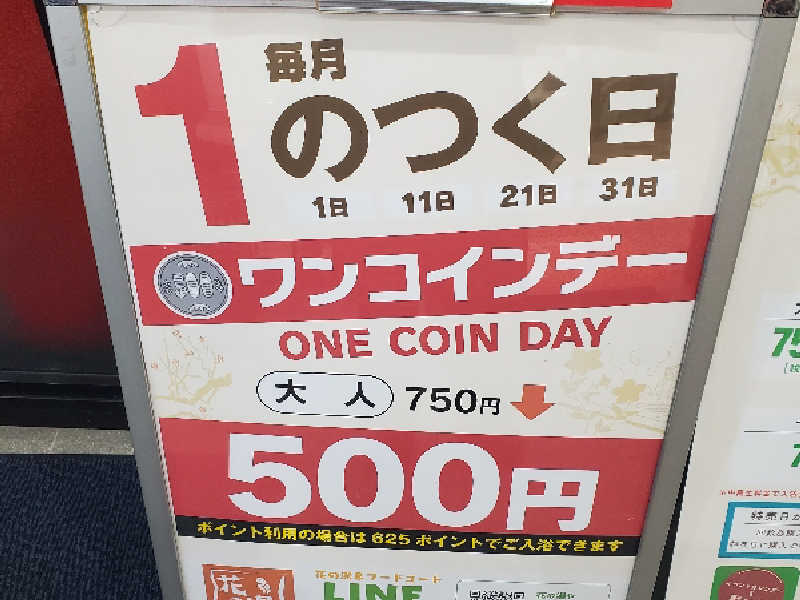 毎月
1のつく日
1日 11日 21日 31日
ワンコインデー
ONE COIN DAY
大人 750円
500円
ポイント利用の場合は625ポイントでご入浴できます
LINE